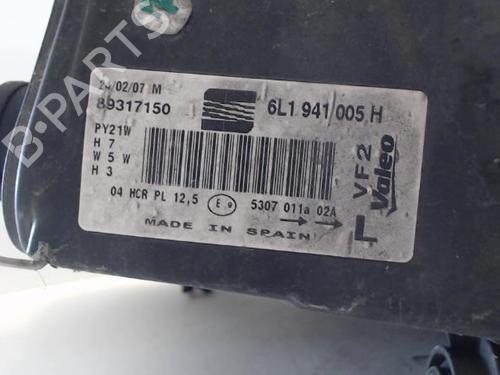 24/02/07 M
89317150
6L1 941 005 H
PY21W
H 7
W 5 W
H 3
VF2
Valeo
04 HCR PL 12,5
E9
5307 011a 02A
L
MADE IN SPAIN